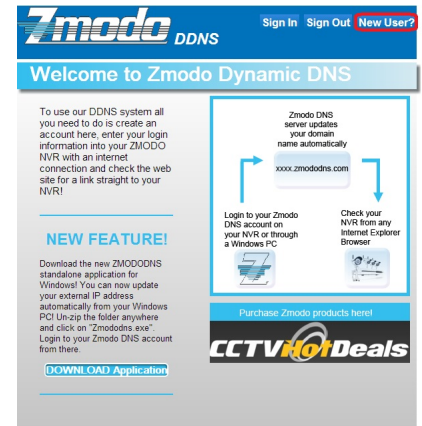 Zmodo DDNS
Sign In Sign Out New User?
Welcome to Zmodo Dynamic DNS
To use our DDNS system all
you need to do is create an
account here, enter your login
information into your ZMODO
NVR with an internet
connection and check the web
site for a link straight to your
NVR!
NEW FEATURE!
Download the new ZMODODNS
standalone application for
Windows! You can now update
your external IP address
automatically from your Windows
PC! Un-zip the folder anywhere
and click on "Zmododns.exe".
Login to your Zmodo DNS account
from there.
DOWNLOAD Application
Zmodo DNS
server updates
your domain
name automatically
xxxx.zmododns.com
Login to your Zmodo
DNS account on
your NVR or through
a Windows PC
Check your
NVR from any
Internet Explorer
Browser
Purchase Zmodo products here!
CCTVHotDeals